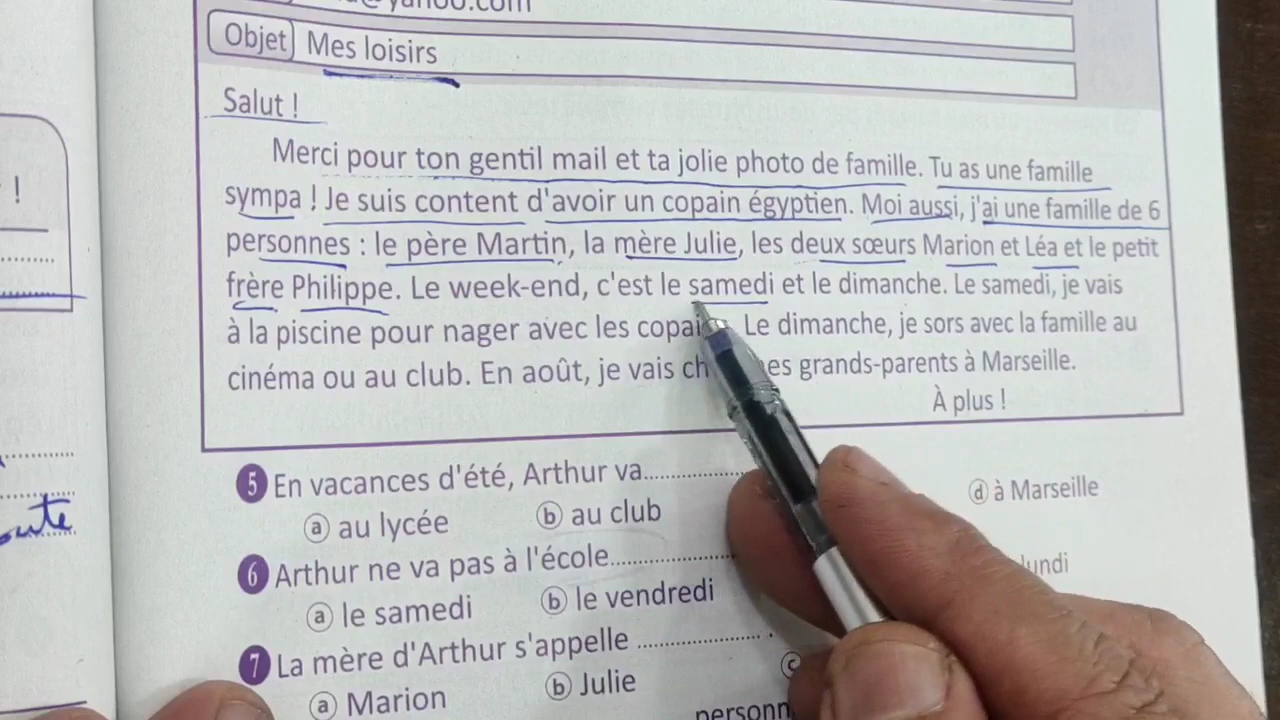 @yahoo.com
Objet Mes loisirs
Salut !
Merci pour ton gentil mail et ta jolie photo de famille. Tu as une famille
sympa ! Je suis content d'avoir un copain égyptien. Moi aussi, j'ai une famille de 6
personnes : le père Martin, la mère Julie, les deux sœurs Marion et Léa et le petit
frère Philippe. Le week-end, c'est le samedi et le dimanche. Le samedi, je vais
à la piscine pour nager avec les Le dimanche, je sors avec la famille au
cinéma ou au club. En août, je vais grands-parents à Marseille.
À plus !
!
5 En vacances d'été, Arthur va..............
a au lycée b au club d à Marseille
6 Arthur ne va pas à l'école.................
a le samedi b le vendredi lundi
7 La mère d'Arthur s'appelle ................. .
a Marion b Julie c